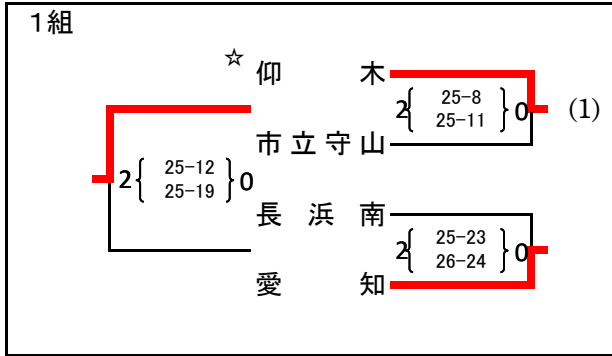 1組
☆ 仰木
2{ 25-8 }0 (1)
25-11
市立守山
2{ 25-12 }0
25-19
長浜南
2{ 25-23 }0
26-24
愛知